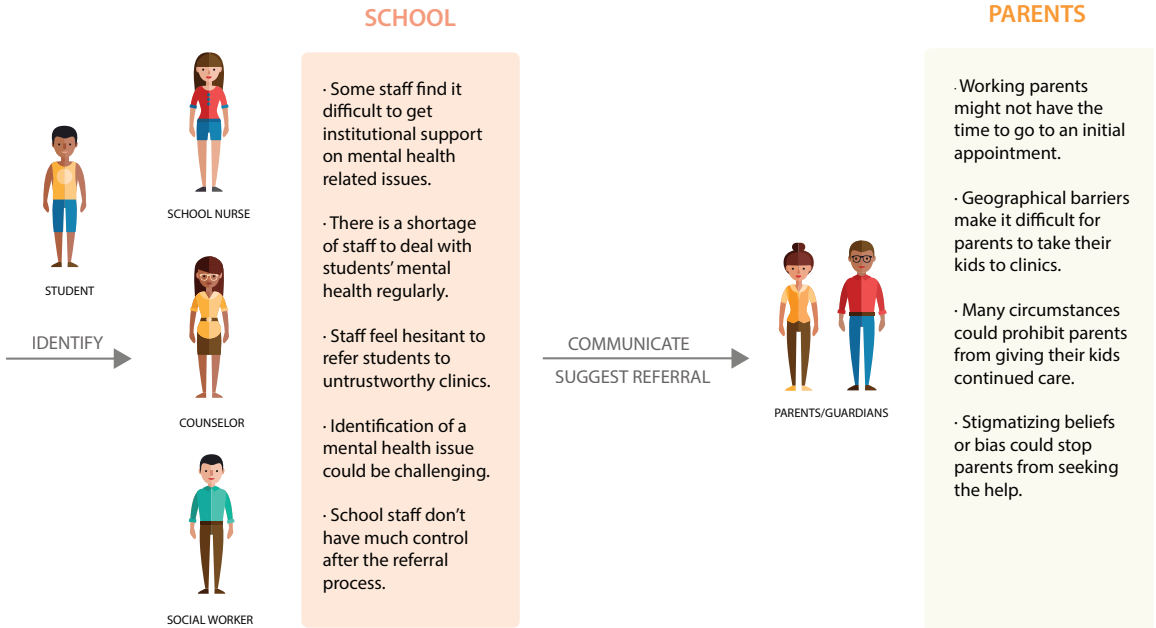 SCHOOL
PARENTS
STUDENT
IDENTIFY
SCHOOL NURSE
COUNSELOR
SOCIAL WORKER
· Some staff find it
difficult to get
institutional support
on mental health
related issues.
· There is a shortage
of staff to deal with
students’ mental
health regularly.
· Staff feel hesitant to
refer students to
untrustworthy clinics.
· Identification of a
mental health issue
could be challenging.
· School staff don’t
have much control
after the referral
process.
COMMUNICATE
SUGGEST REFERRAL
PARENTS/GUARDIANS
· Working parents
might not have the
time to go to an initial
appointment.
· Geographical barriers
make it difficult for
parents to take their
kids to clinics.
· Many circumstances
could prohibit parents
from giving their kids
continued care.
· Stigmatizing beliefs
or bias could stop
parents from seeking
the help.